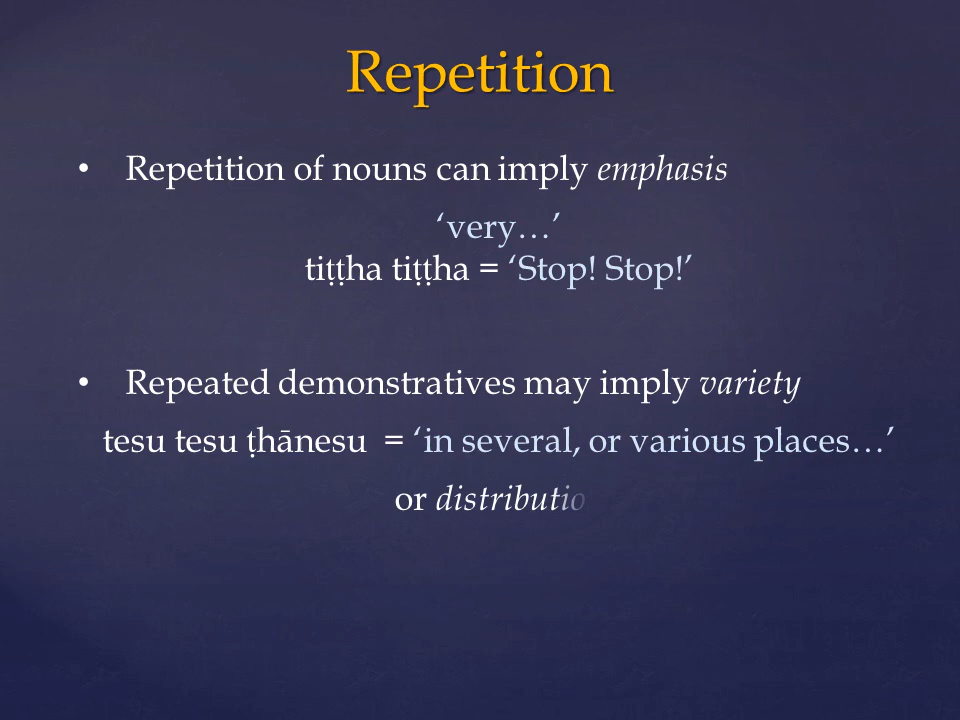 Repetition
• Repetition of nouns can imply emphasis
‘very…’
tiṭṭha tiṭṭha = ‘Stop! Stop!’
• Repeated demonstratives may imply variety
tesu tesu ṭhānesu = ‘in several, or various places…’
or distributio